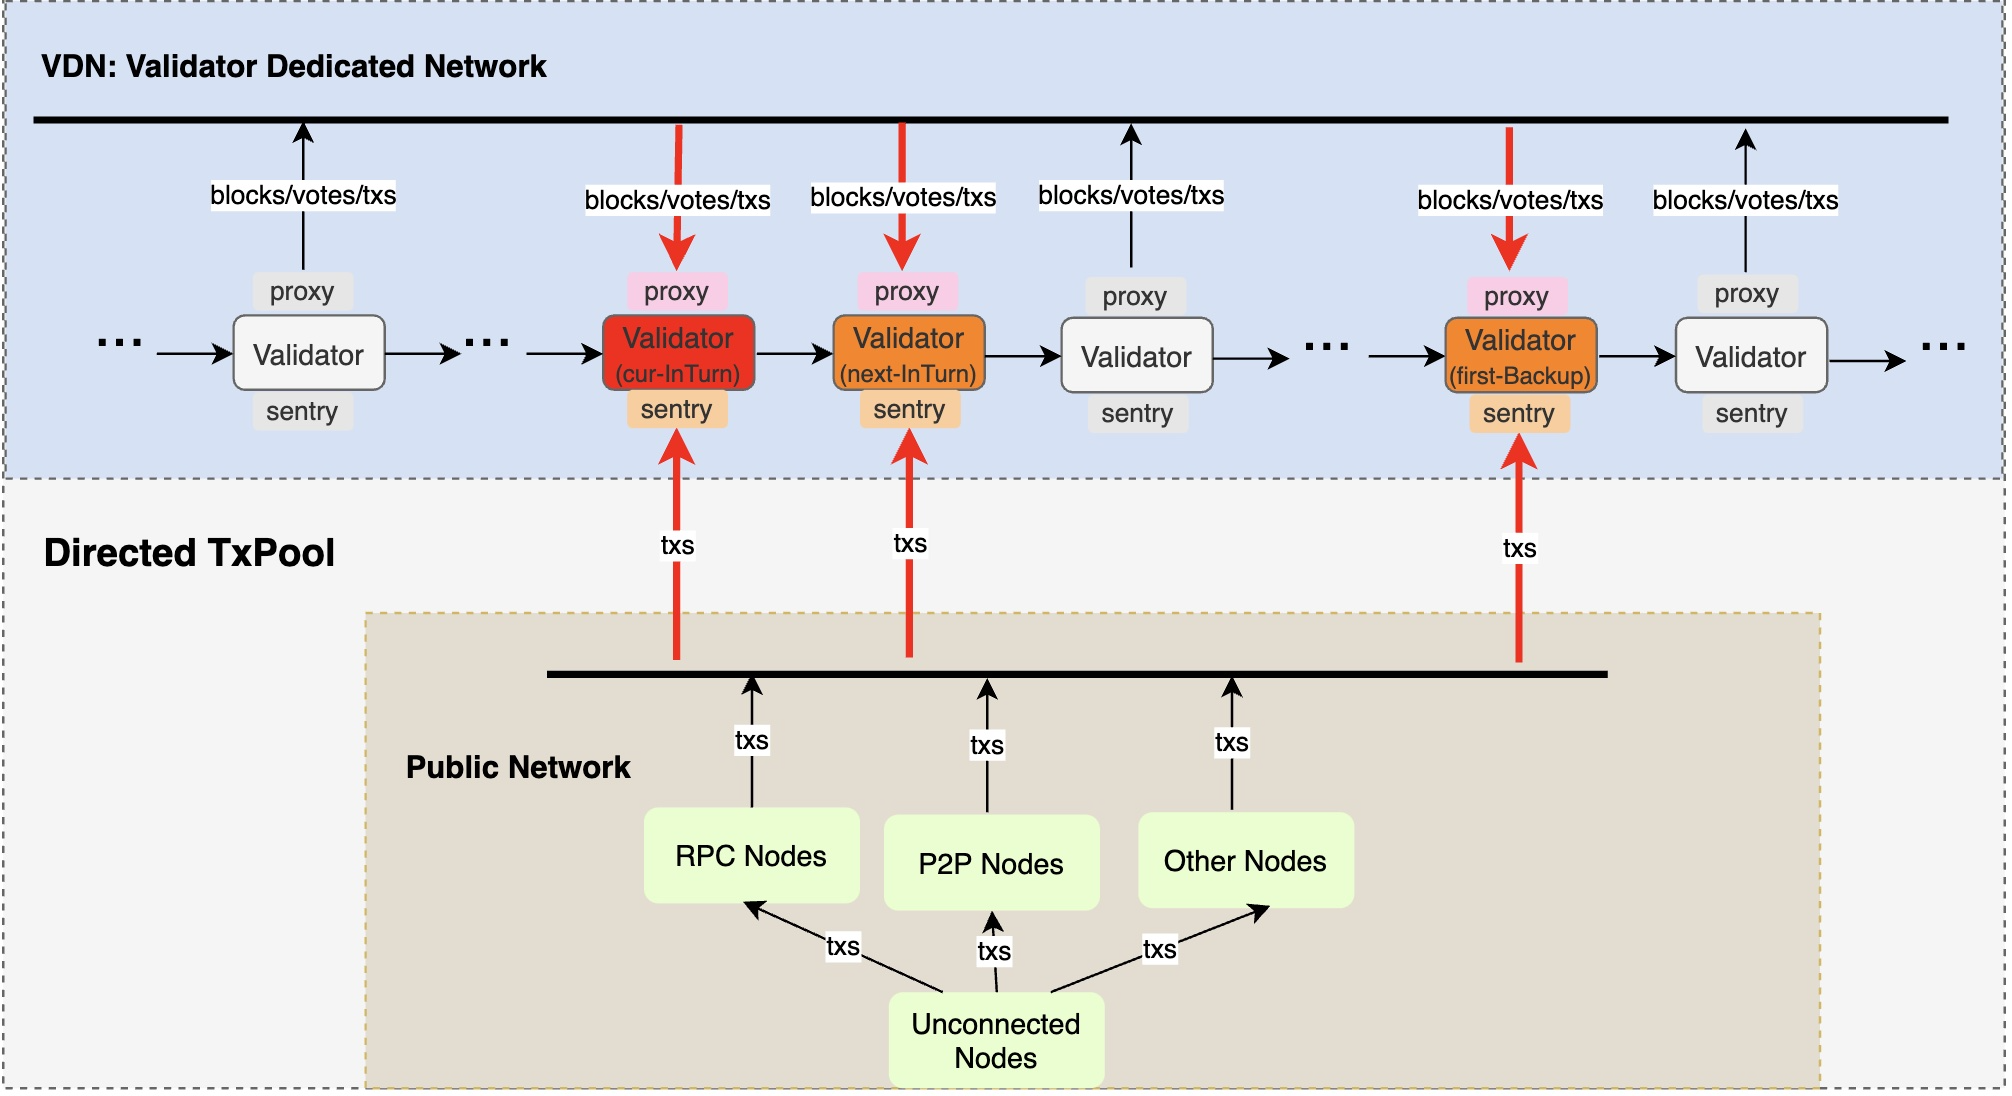 VDN: Validator Dedicated Network
blocks/votes/txs
blocks/votes/txs
blocks/votes/txs
blocks/votes/txs
blocks/votes/txs
blocks/votes/txs
proxy
proxy
proxy
proxy
proxy
proxy
...
Validator
...
Validator
(cur-InTurn)
Validator
(next-InTurn)
Validator
...
Validator
(first-Backup)
Validator
...
sentry
sentry
sentry
sentry
sentry
sentry
Directed TxPool
txs
txs
txs
Public Network
txs
txs
txs
RPC Nodes
P2P Nodes
Other Nodes
txs
txs
txs
Unconnected
Nodes